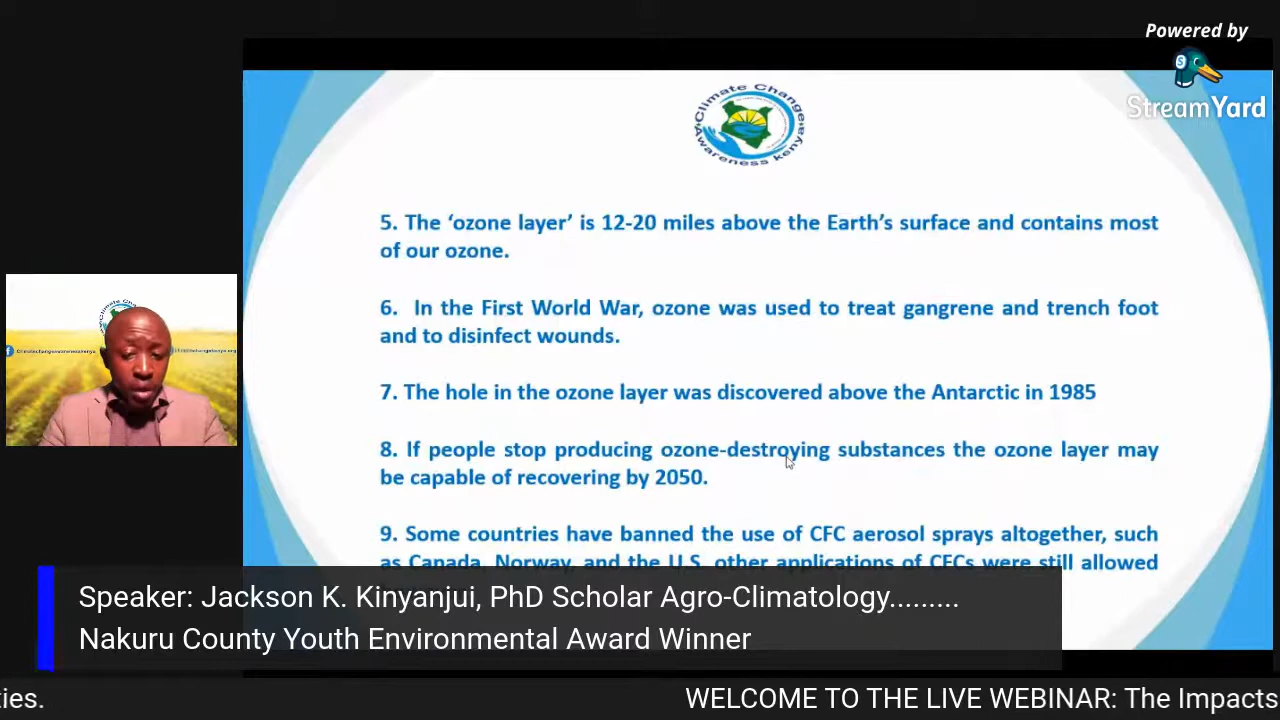 Powered by
StreamYard
Climate Change
Awareness kenya
5. The ‘ozone layer’ is 12-20 miles above the Earth’s surface and contains most
of our ozone.
6. In the First World War, ozone was used to treat gangrene and trench foot
and to disinfect wounds.
7. The hole in the ozone layer was discovered above the Antarctic in 1985
8. If people stop producing ozone-destroying substances the ozone layer may
be capable of recovering by 2050.
9. Some countries have banned the use of CFC aerosol sprays altogether, such
as Canada, Norway, and the U.S. other applications of CFCs were still allowed
Speaker: Jackson K. Kinyanjui, PhD Scholar Agro-Climatology.........
Nakuru County Youth Environmental Award Winner
ties.
WELCOME TO THE LIVE WEBINAR: The Impacts